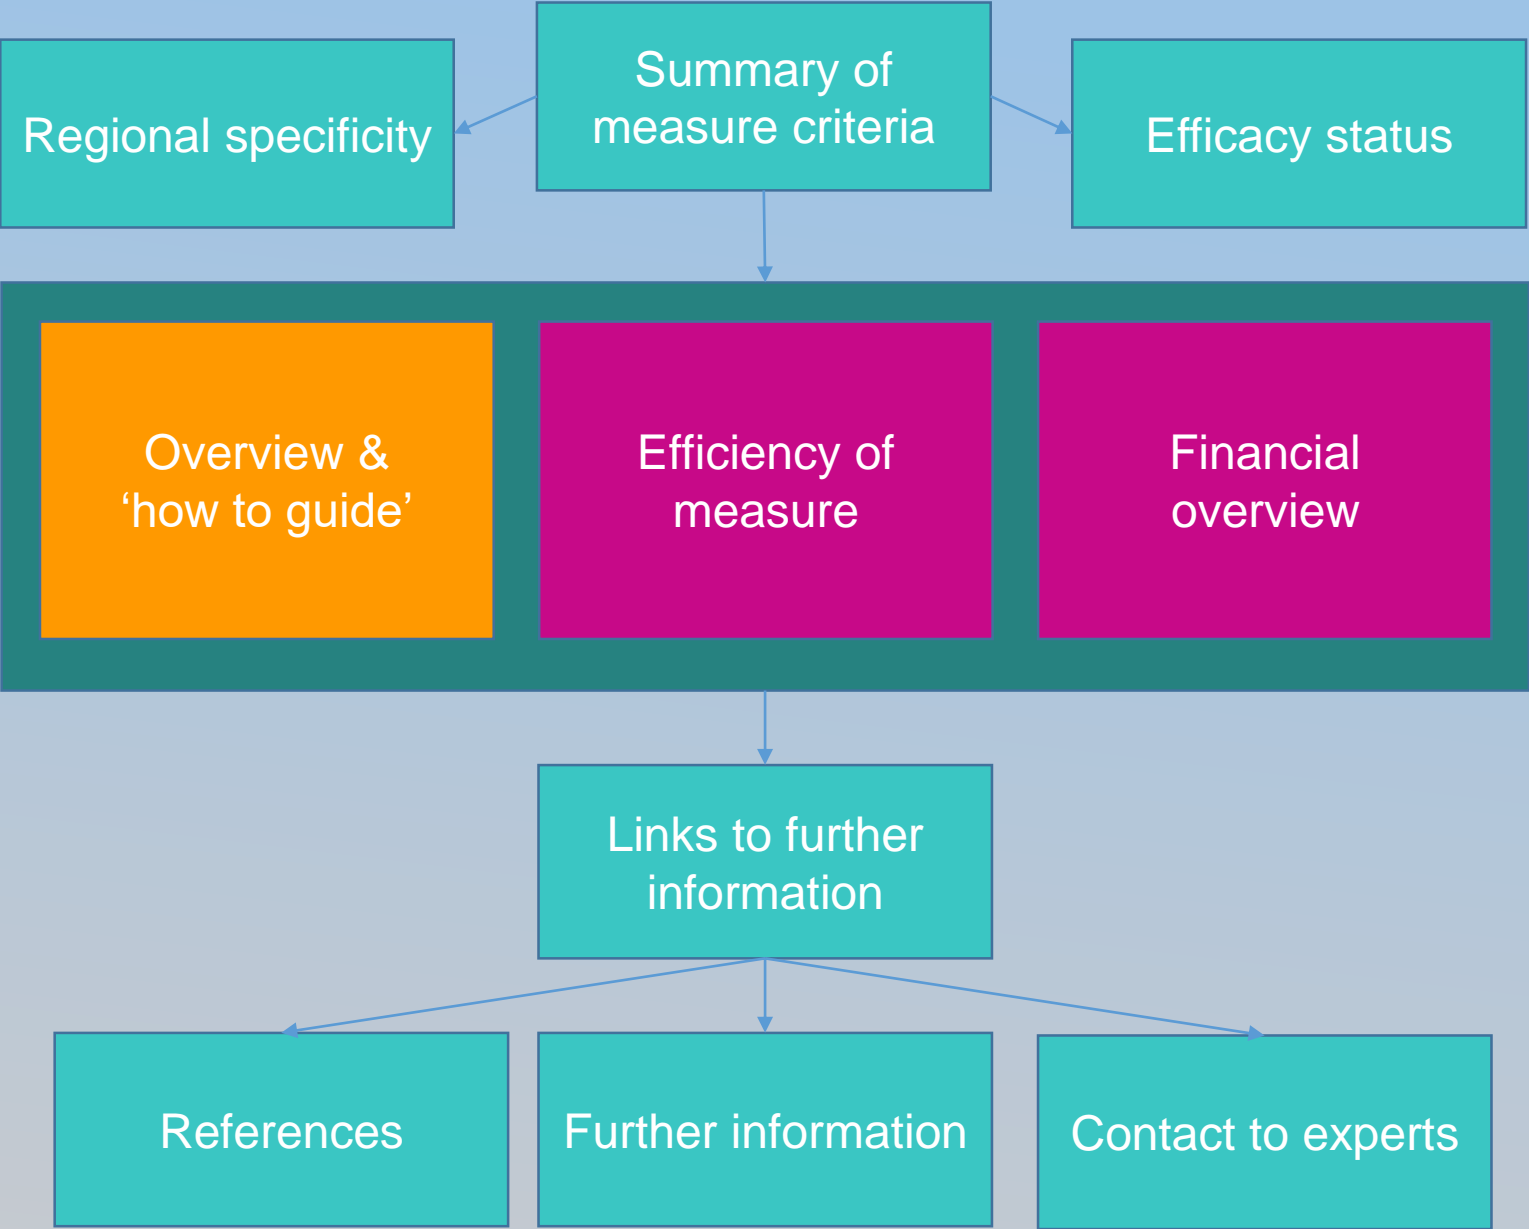 Summary of
measure criteria
Regional specificity
Efficacy status
Overview &
‘how to guide’
Efficiency of
measure
Financial
overview
Links to further
information
References
Further information
Contact to experts